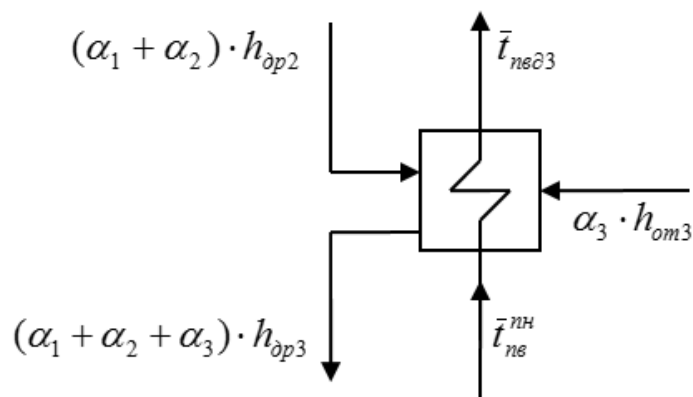 (α₁ + α₂) · h_др2
t̄_пвд3
α₃ · h_от3
(α₁ + α₂ + α₃) · h_др3
t̄_пв^пн